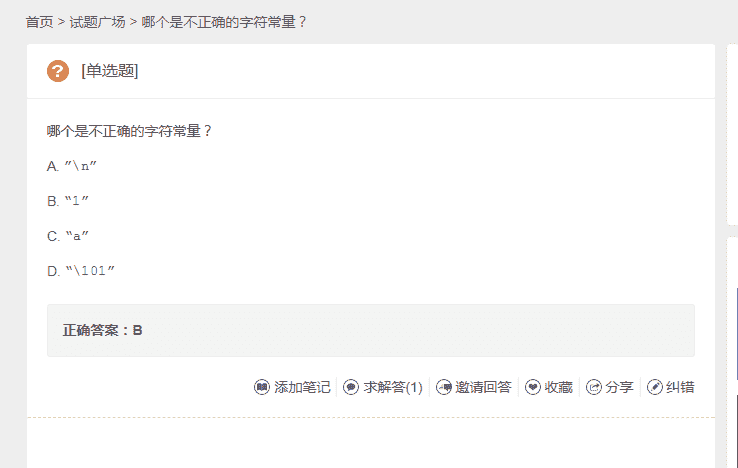 首页 > 试题广场 > 哪个是不正确的字符常量？
? [单选题]
哪个是不正确的字符常量？
A. ”\n”
B. “1”
C. “a”
D. “\101”
正确答案：B
添加笔记 求解答(1) 邀请回答 收藏 分享 纠错